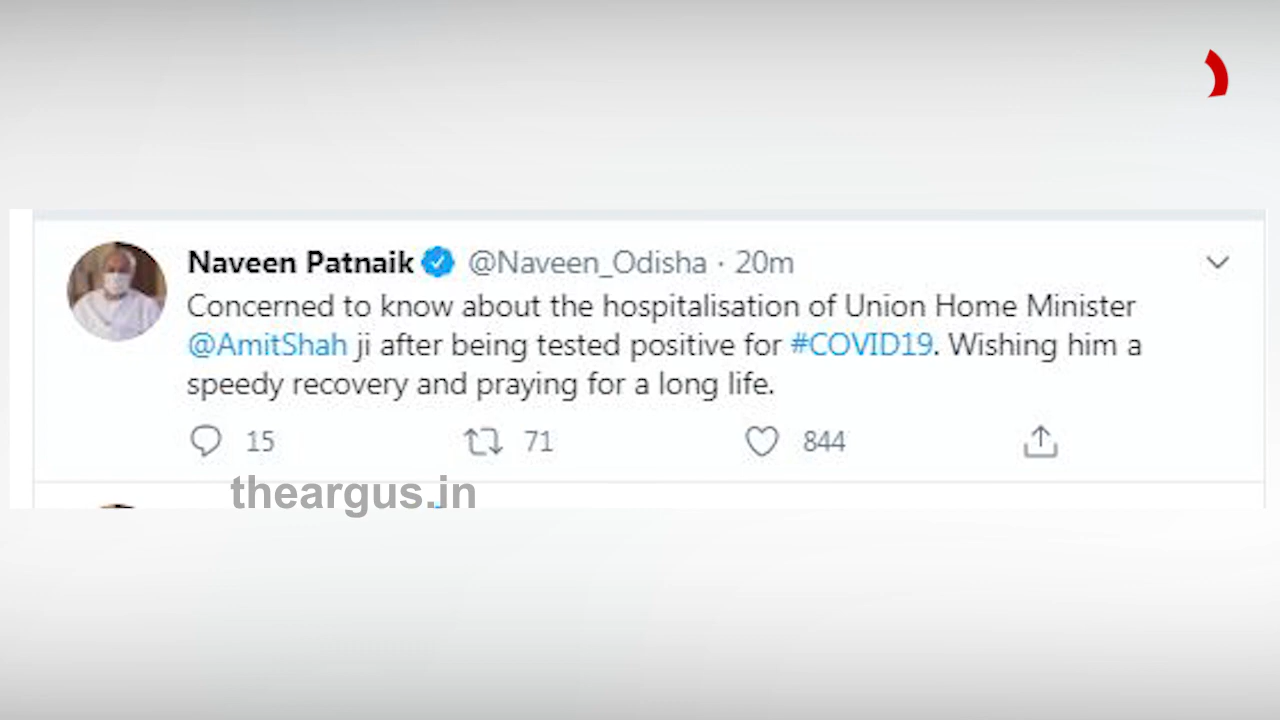 Naveen Patnaik @Naveen_Odisha · 20m
Concerned to know about the hospitalisation of Union Home Minister
@AmitShah ji after being tested positive for #COVID19. Wishing him a
speedy recovery and praying for a long life.
15 71 844
theargus.in